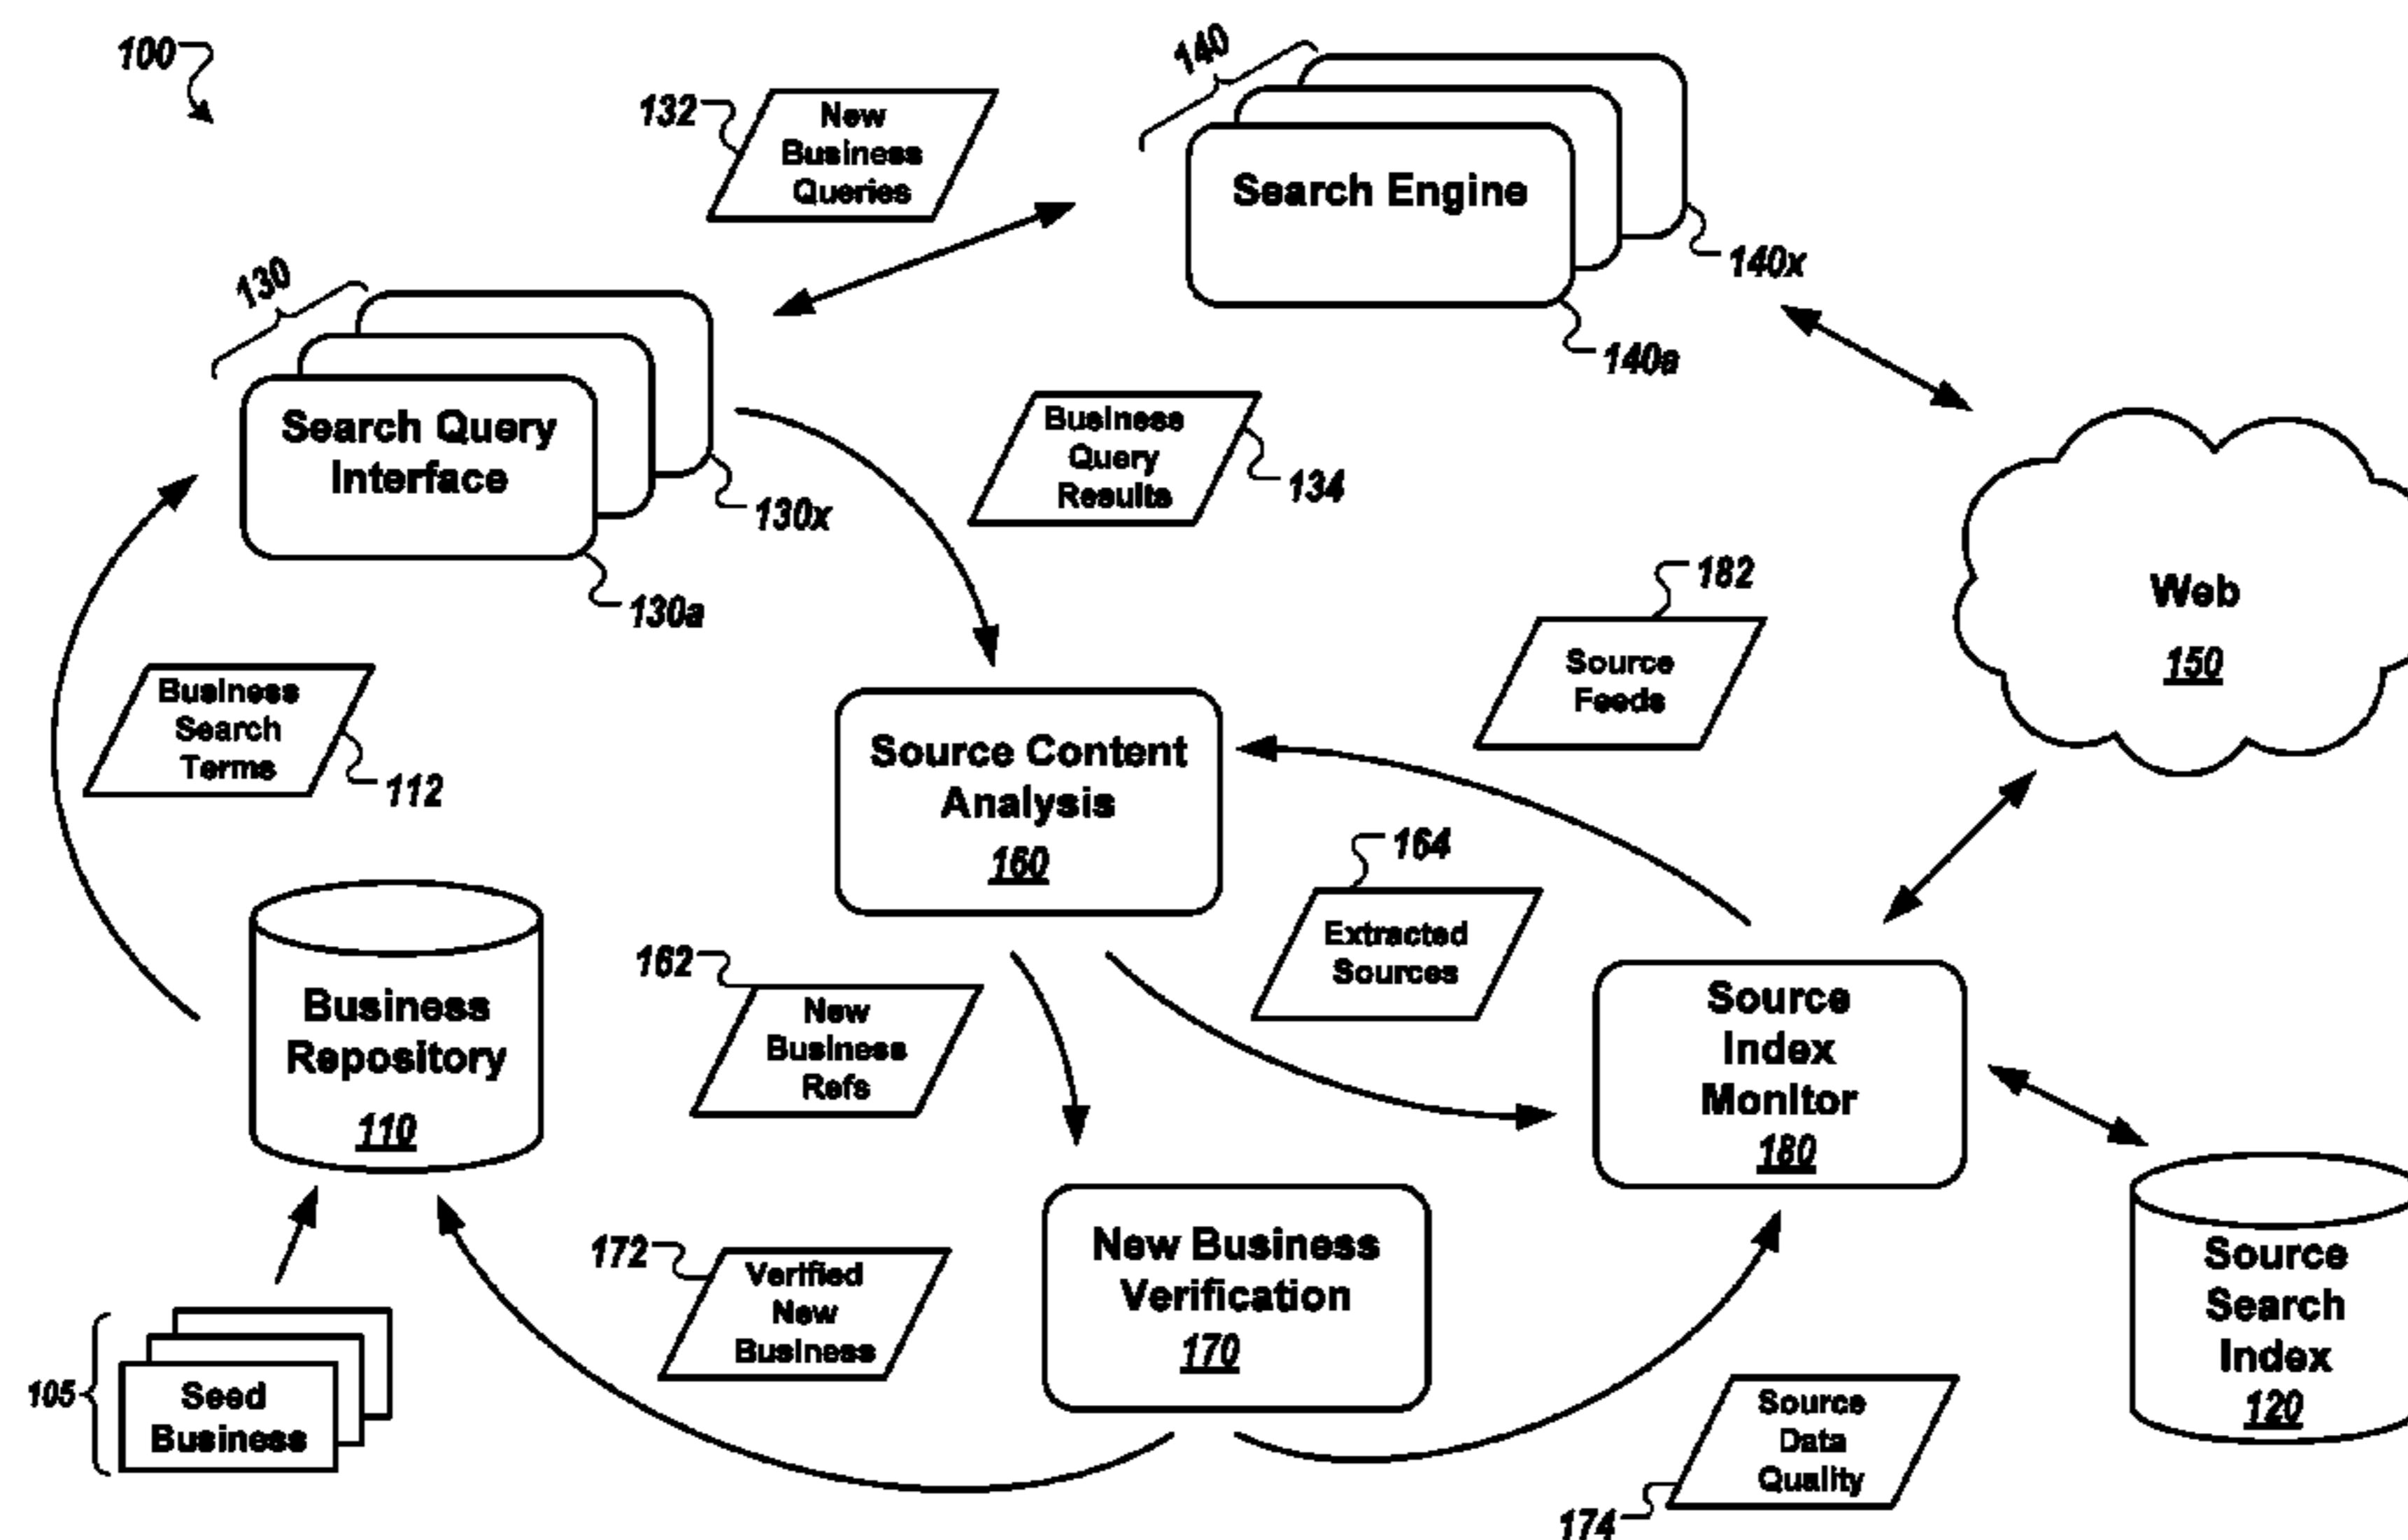 100
132
New
Business
Queries
140
Search Engine
140x
140a
130
Search Query
Interface
130x
130a
Business
Query
Results
134
182
Source
Feeds
Web
150
Business
Search
Terms
112
Source Content
Analysis
160
164
Extracted
Sources
162
New
Business
Refs
Business
Repository
110
Source
Index
Monitor
180
172
Verified
New
Business
New Business
Verification
170
Source
Search
Index
120
105
Seed
Business
Source
Data
Quality
174